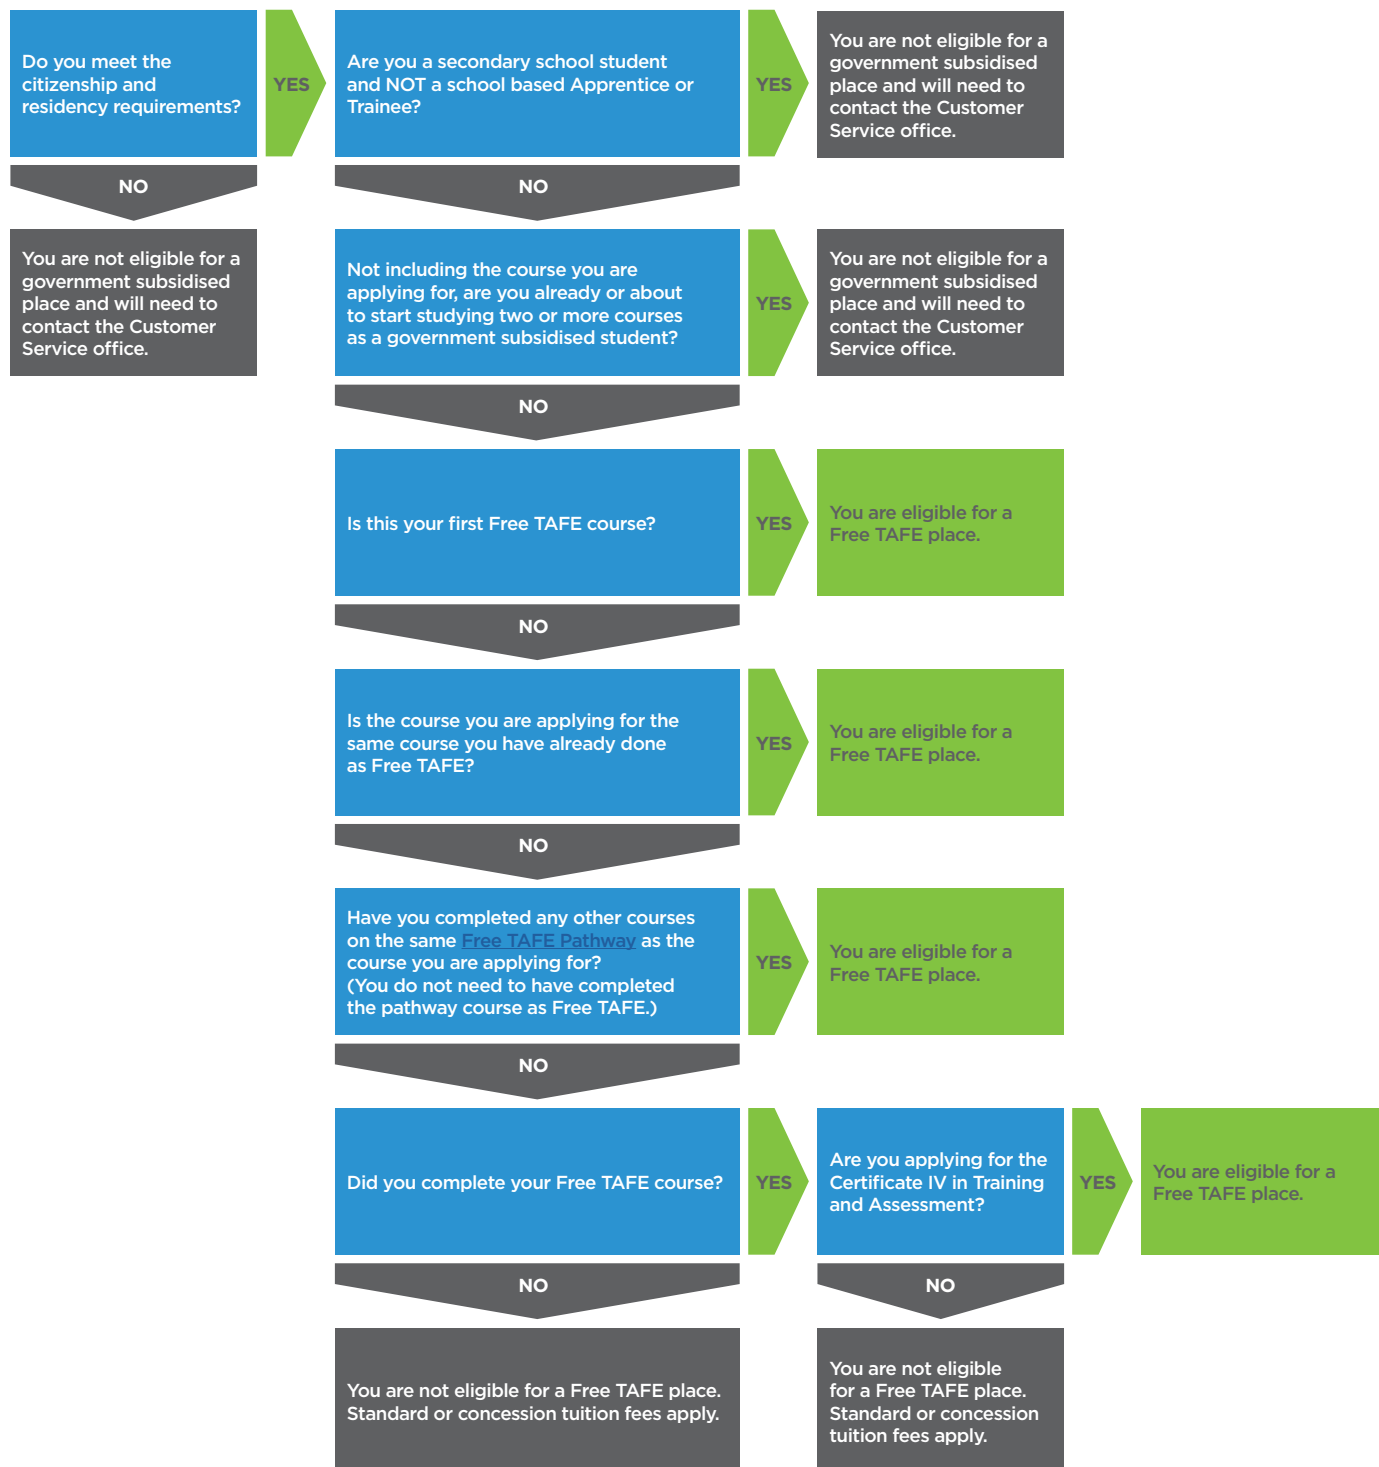 Do you meet the
citizenship and
residency requirements?
YES
Are you a secondary school student
and NOT a school based Apprentice or
Trainee?
YES
You are not eligible for a
government subsidised
place and will need to
contact the Customer
Service office.
NO
NO
You are not eligible for a
government subsidised
place and will need to
contact the Customer
Service office.
Not including the course you are
applying for, are you already or about
to start studying two or more courses
as a government subsidised student?
YES
You are not eligible for a
government subsidised
place and will need to
contact the Customer
Service office.
NO
Is this your first Free TAFE course?
YES
You are eligible for a
Free TAFE place.
NO
Is the course you are applying for the
same course you have already done
as Free TAFE?
YES
You are eligible for a
Free TAFE place.
NO
Have you completed any other courses
on the same Free TAFE Pathway as the
course you are applying for?
(You do not need to have completed
the pathway course as Free TAFE.)
YES
You are eligible for a
Free TAFE place.
NO
Did you complete your Free TAFE course?
YES
Are you applying for the
Certificate IV in Training
and Assessment?
YES
You are eligible for a
Free TAFE place.
NO
NO
You are not eligible for a Free TAFE place.
Standard or concession tuition fees apply.
You are not eligible
for a Free TAFE place.
Standard or concession
tuition fees apply.